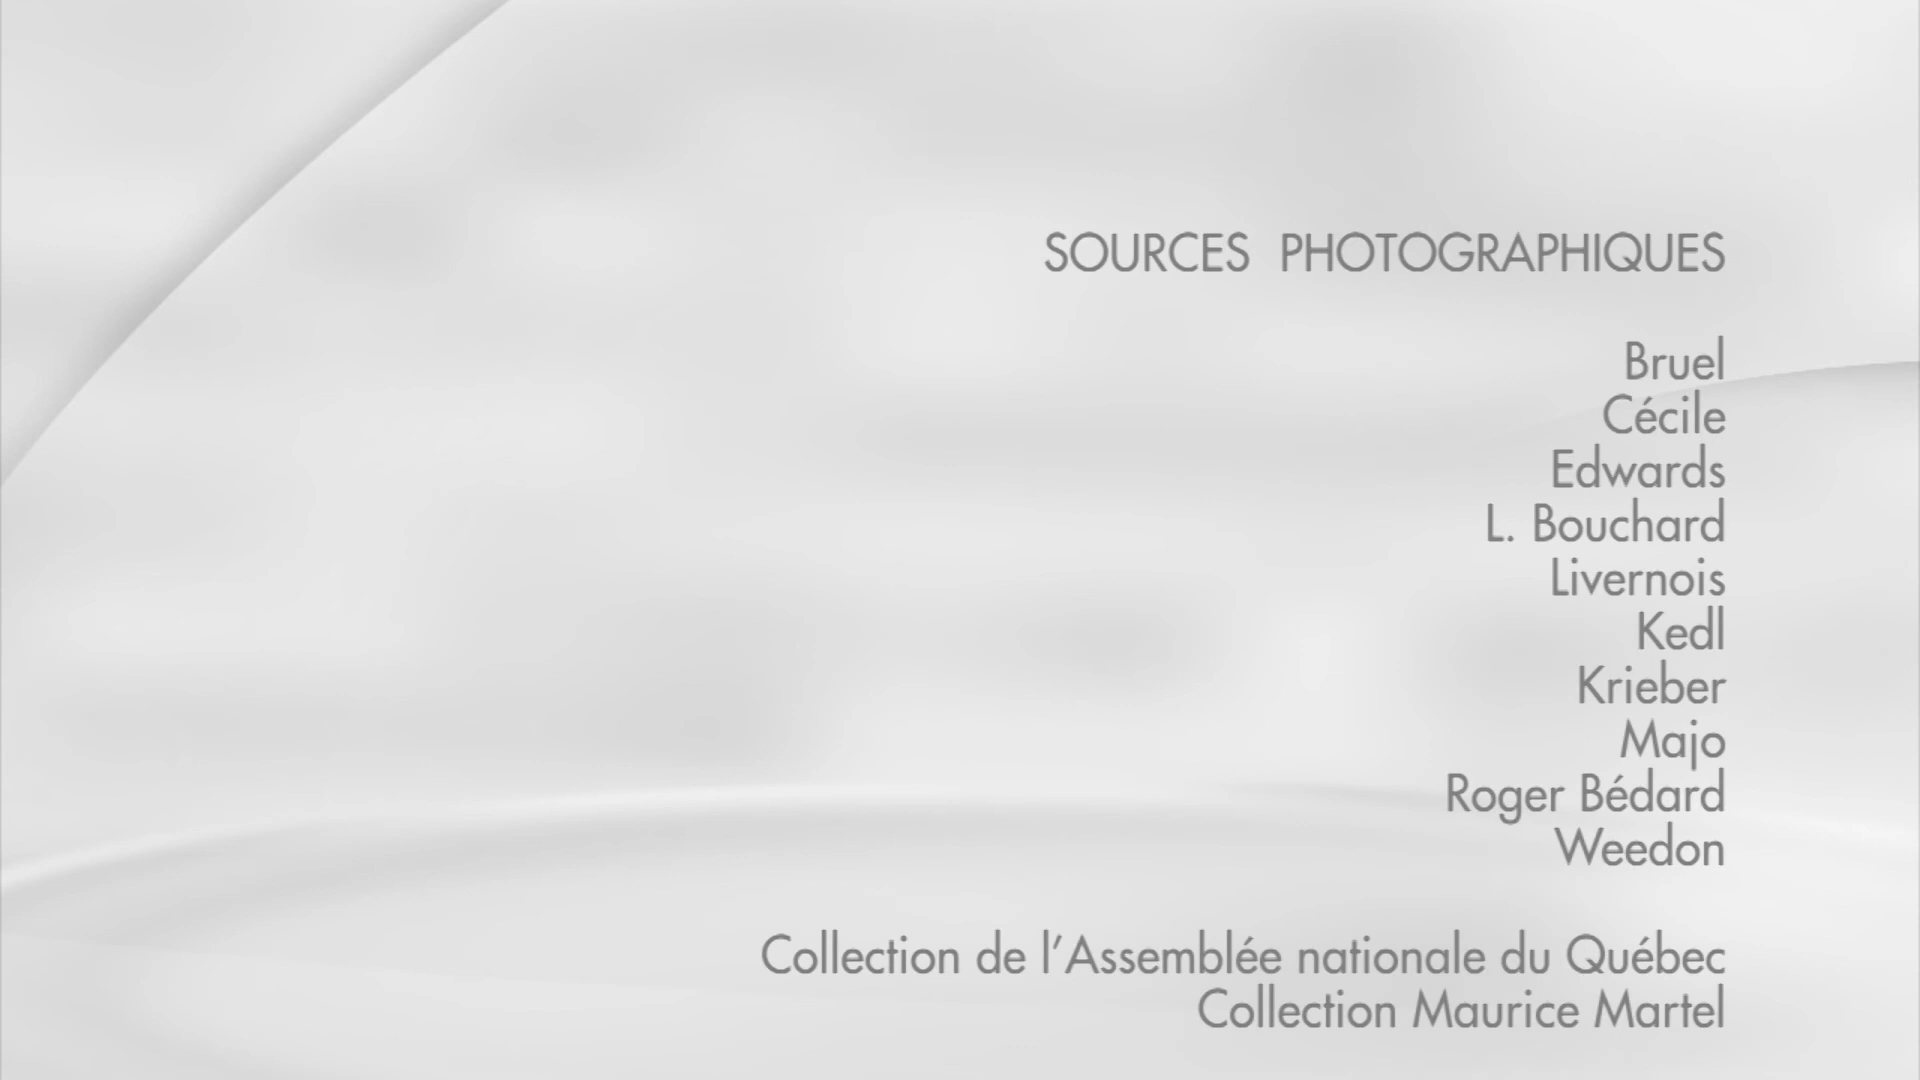 SOURCES PHOTOGRAPHIQUES
Bruel
Cécile
Edwards
L. Bouchard
Livernois
Kedl
Krieber
Majo
Roger Bédard
Weedon
Collection de l’Assemblée nationale du Québec
Collection Maurice Martel